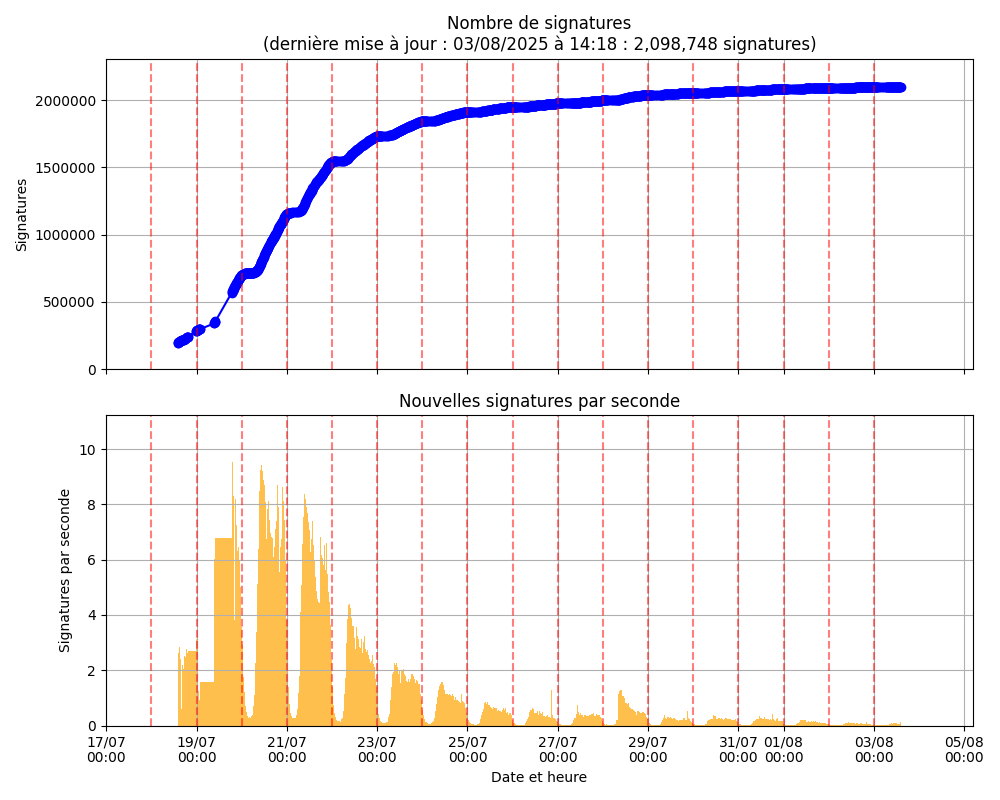 Nombre de signatures
(dernière mise à jour : 03/08/2025 à 14:18 : 2,098,748 signatures)
2000000
1500000
1000000
500000
0
Signatures
Nouvelles signatures par seconde
10
8
6
4
2
0
Signatures par seconde
17/07 19/07 21/07 23/07 25/07 27/07 29/07 31/07 01/08 03/08 05/08
00:00 00:00 00:00 00:00 00:00 00:00 00:00 00:00 00:00 00:00 00:00
Date et heure